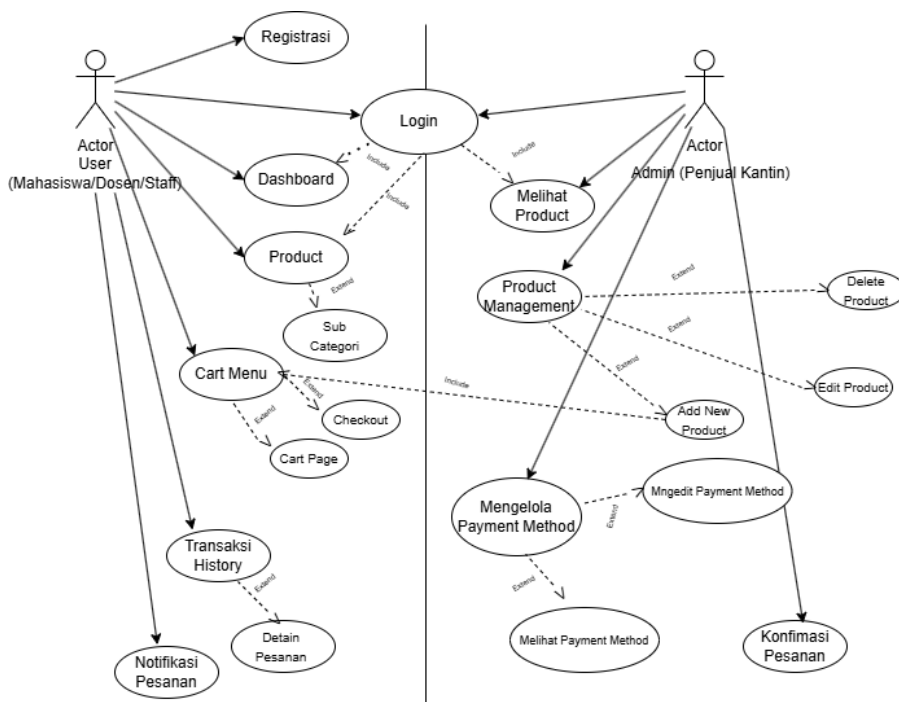 Registrasi
Login
Actor
User
(Mahasiswa/Dosen/Staff)
Actor
Admin (Penjual Kantin)
Include
Include
Include
Dashboard
Melihat
Product
Product
Extend
Sub
Categori
Product
Management
Extend
Delete
Product
Extend
Extend
Edit Product
Cart Menu
Include
Extend
Extend
Checkout
Add New
Product
Cart Page
Mengelola
Payment Method
Extend
Mngedit Payment Method
Transaksi
History
Extend
Extend
Detain
Pesanan
Melihat Payment Method
Konfimasi
Pesanan
Notifikasi
Pesanan